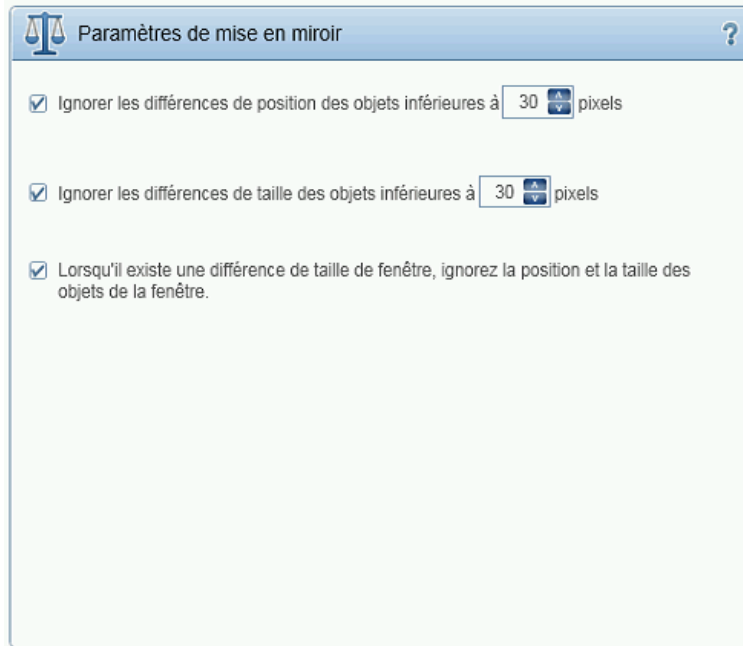 Paramètres de mise en miroir ?
Ignorer les différences de position des objets inférieures à 30 pixels
Ignorer les différences de taille des objets inférieures à 30 pixels
Lorsqu'il existe une différence de taille de fenêtre, ignorez la position et la taille des
objets de la fenêtre.